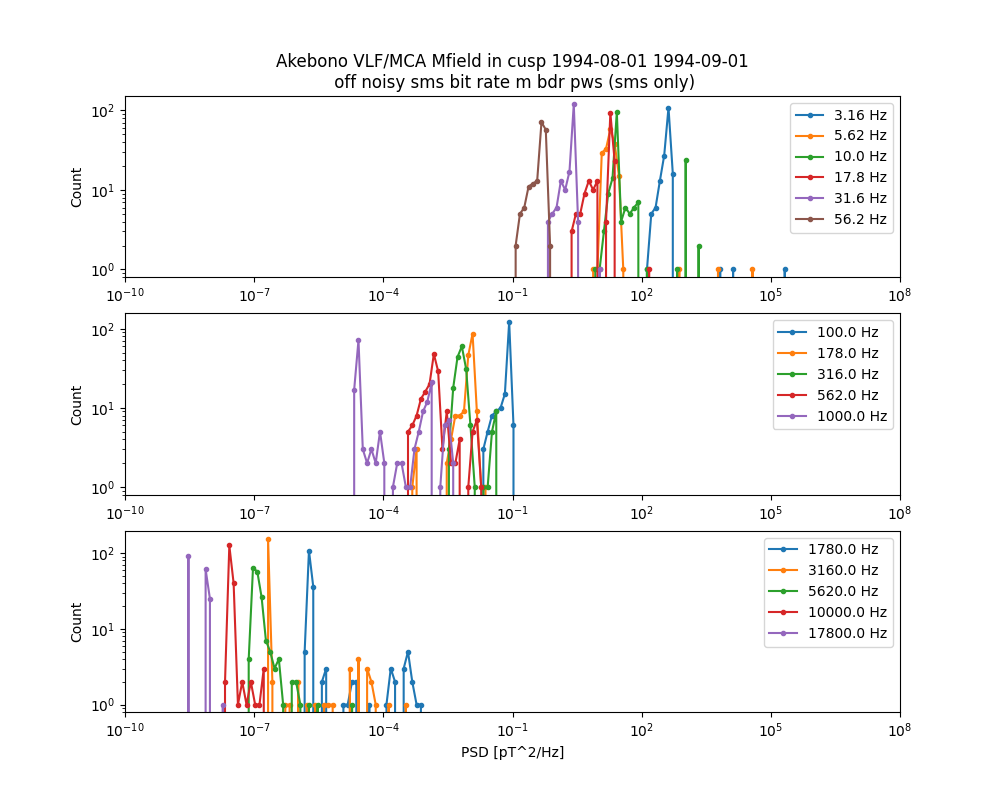 Akebono VLF/MCA Mfield in cusp 1994-08-01 1994-09-01
off noisy sms bit rate m bdr pws (sms only)
Count
10^2
10^1
10^0
10^-10 10^-7 10^-4 10^-1 10^2 10^5 10^8
3.16 Hz
5.62 Hz
10.0 Hz
17.8 Hz
31.6 Hz
56.2 Hz
Count
10^2
10^1
10^0
10^-10 10^-7 10^-4 10^-1 10^2 10^5 10^8
100.0 Hz
178.0 Hz
316.0 Hz
562.0 Hz
1000.0 Hz
Count
10^2
10^1
10^0
10^-10 10^-7 10^-4 10^-1 10^2 10^5 10^8
1780.0 Hz
3160.0 Hz
5620.0 Hz
10000.0 Hz
17800.0 Hz
PSD [pT^2/Hz]